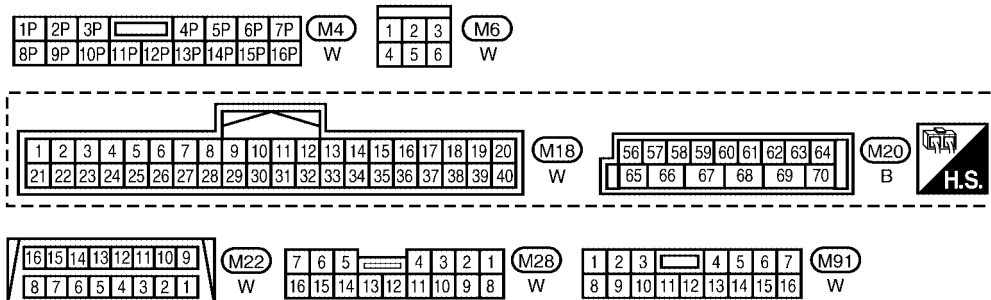 1P 2P 3P 4P 5P 6P 7P M4
8P 9P 10P 11P 12P 13P 14P 15P 16P W
1 2 3 M6
4 5 6 W
1 2 3 4 5 6 7 8 9 10 11 12 13 14 15 16 17 18 19 20 M18
21 22 23 24 25 26 27 28 29 30 31 32 33 34 35 36 37 38 39 40 W
56 57 58 59 60 61 62 63 64 M20
65 66 67 68 69 70 B
H.S.
16 15 14 13 12 11 10 9 M22
8 7 6 5 4 3 2 1 W
7 6 5 4 3 2 1 M28
16 15 14 13 12 11 10 9 8 W
1 2 3 4 5 6 7 M91
8 9 10 11 12 13 14 15 16 W